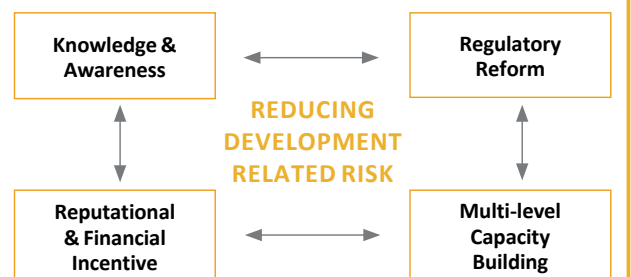 Knowledge &
Awareness
Regulatory
Reform
REDUCING
DEVELOPMENT
RELATED RISK
Reputational
& Financial
Incentive
Multi-level
Capacity
Building